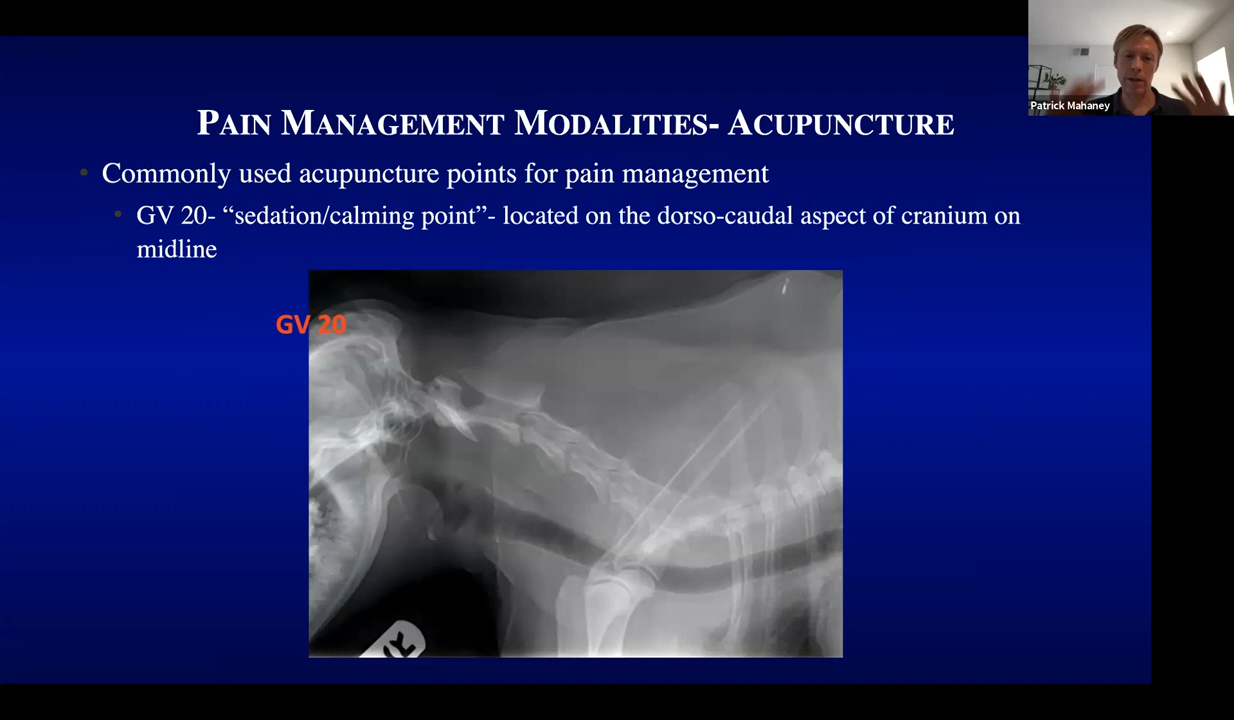 Patrick Mahaney
PAIN MANAGEMENT MODALITIES- ACUPUNCTURE
• Commonly used acupuncture points for pain management
• GV 20- “sedation/calming point”- located on the dorso-caudal aspect of cranium on
midline
GV 20